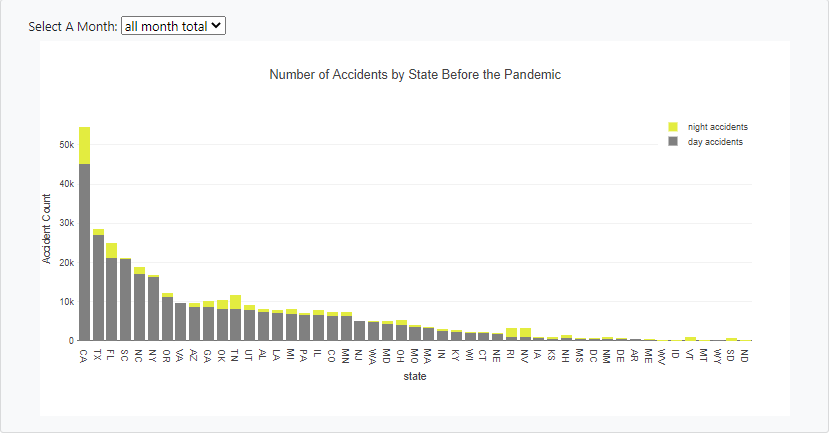 Select A Month: all month total
Number of Accidents by State Before the Pandemic
night accidents
day accidents
50k
40k
30k
20k
10k
0
Accident Count
CA TX FL SC NC NY OR VA AZ GA OK TN UT AL LA MI PA IL CO MN NJ WA MD OH MO MA IN KY WI CT NE RI NV IA KS NH MS DC NM DE AR ME WV ID VT MT WY SD ND
state